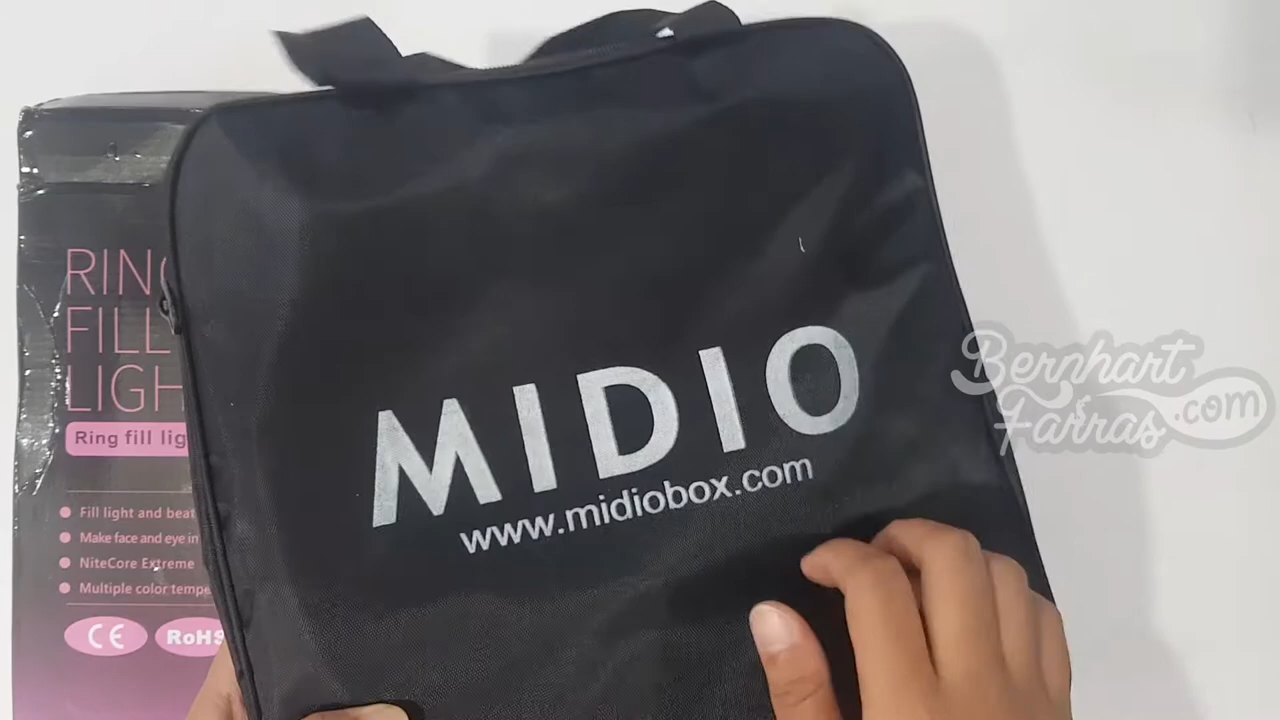 RING
FILL
LIGH
Ring fill lig
Fill light and beat
Make face and eye in
NiteCore Extreme
Multiple color tempe
CE
RoHS
MIDIO
www.midiobox.com
Bernhart
&
Farras.com